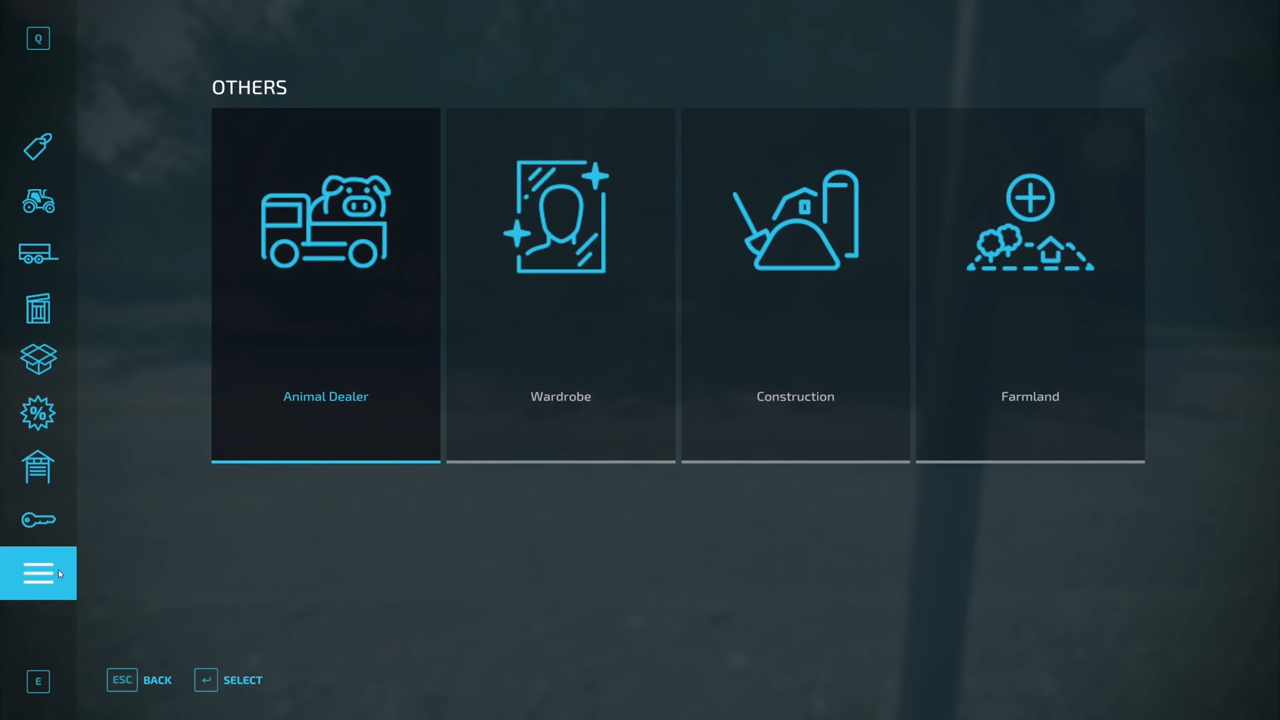 Q
OTHERS
%
Animal Dealer
Wardrobe
Construction
Farmland
E
ESC BACK
SELECT